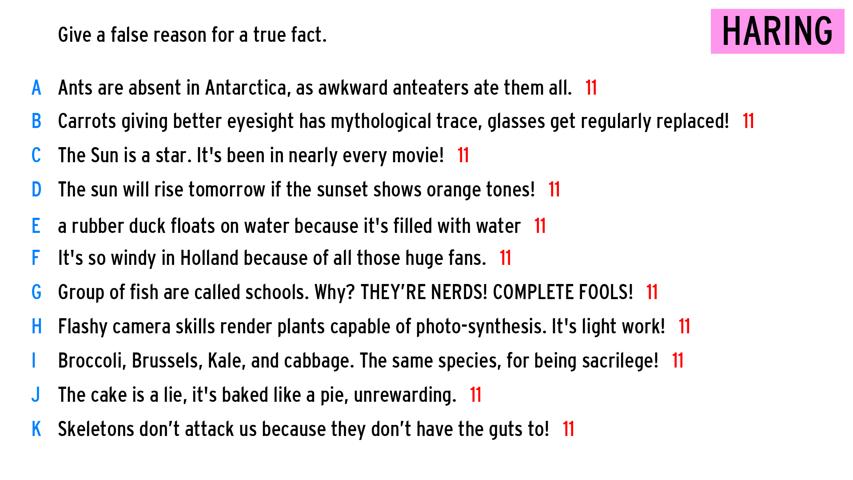 Give a false reason for a true fact.
HARING
A Ants are absent in Antarctica, as awkward anteaters ate them all. 11
B Carrots giving better eyesight has mythological trace, glasses get regularly replaced! 11
C The Sun is a star. It's been in nearly every movie! 11
D The sun will rise tomorrow if the sunset shows orange tones! 11
E a rubber duck floats on water because it's filled with water 11
F It's so windy in Holland because of all those huge fans. 11
G Group of fish are called schools. Why? THEY’RE NERDS! COMPLETE FOOLS! 11
H Flashy camera skills render plants capable of photo-synthesis. It's light work! 11
I Broccoli, Brussels, Kale, and cabbage. The same species, for being sacrilege! 11
J The cake is a lie, it's baked like a pie, unrewarding. 11
K Skeletons don’t attack us because they don’t have the guts to! 11